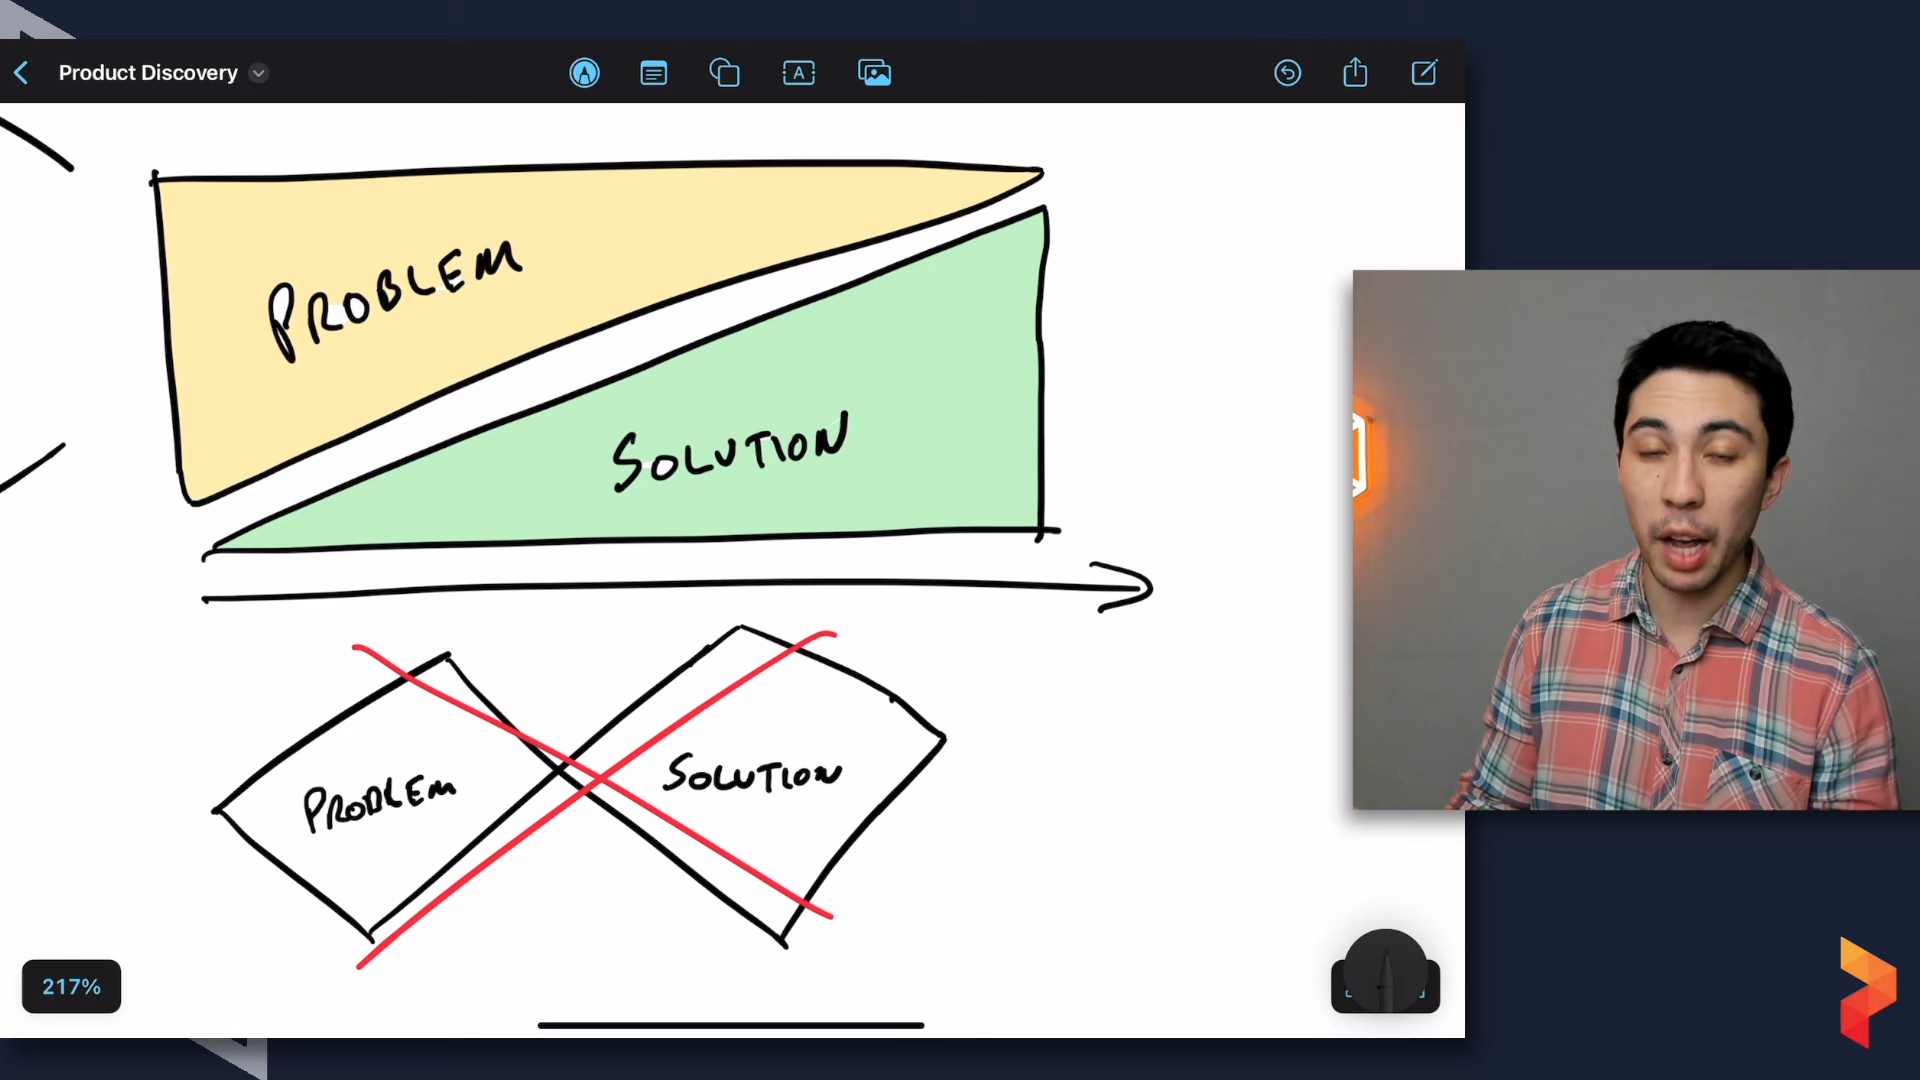 Product Discovery
PROBLEM
SOLUTION
PROBLEM
SOLUTION
217%